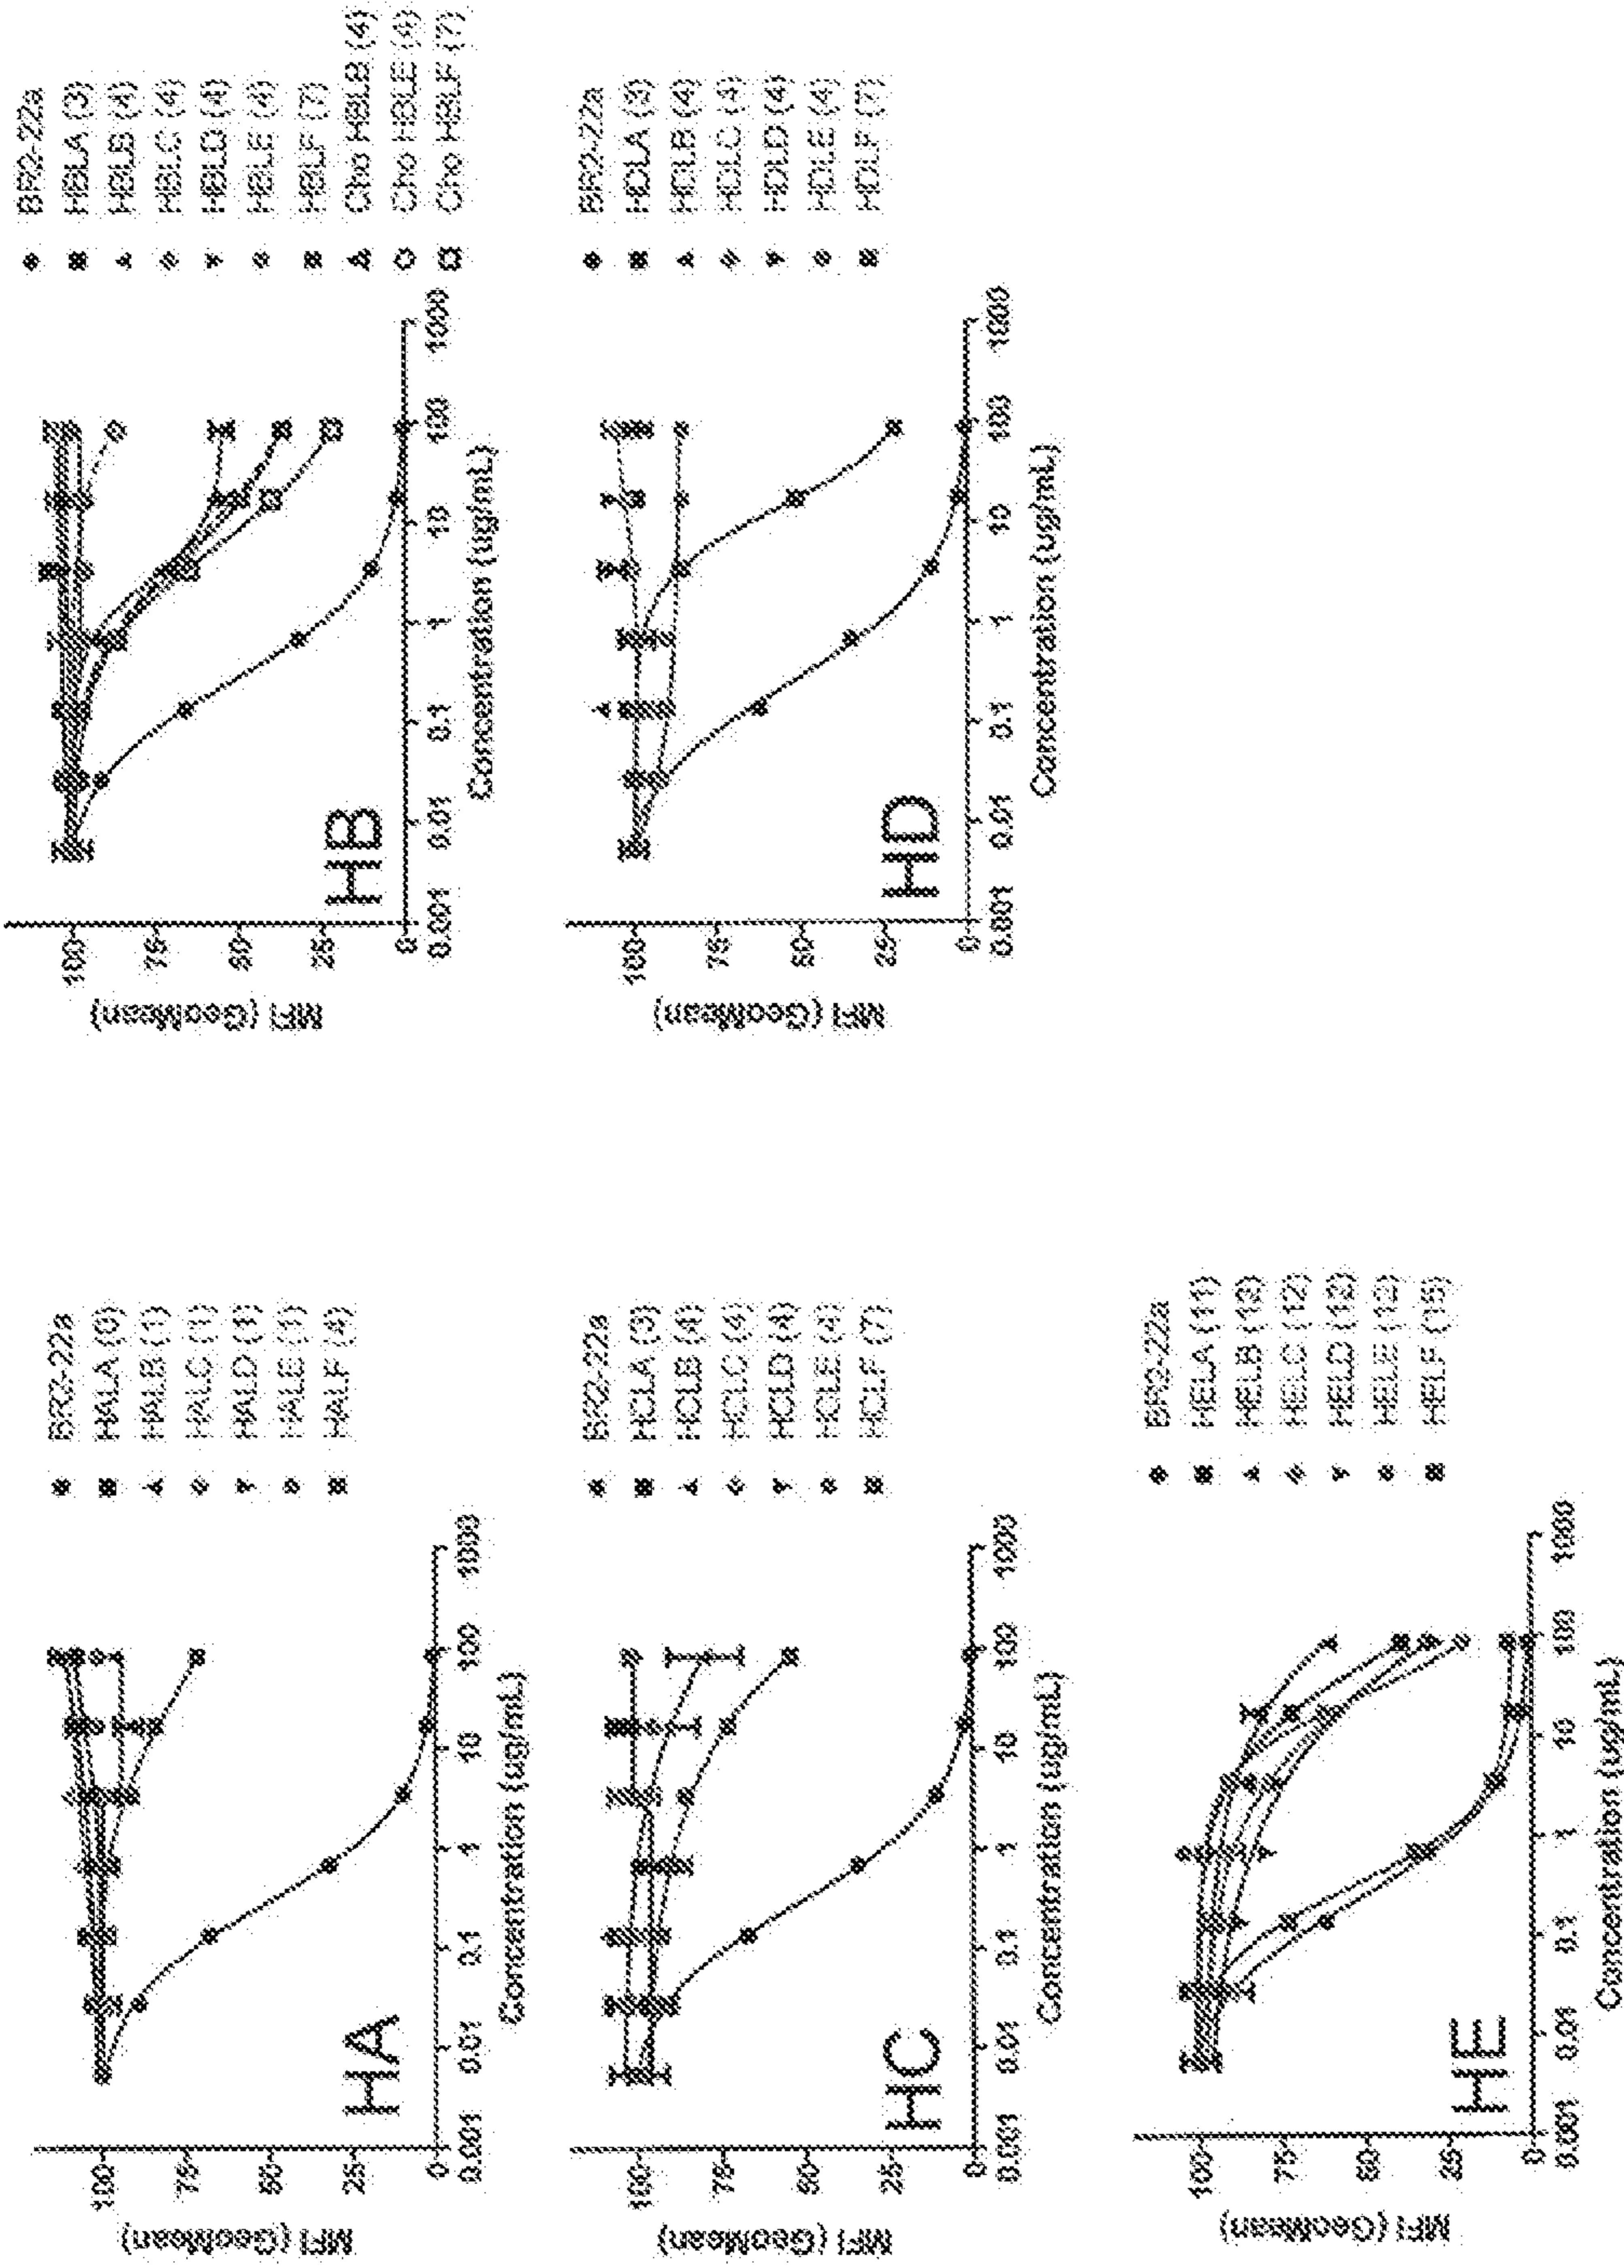 MFI (GeoMean)
100
75
50
25
0
0.001
0.01
0.1
1
10
100
1000
Concentration (ug/mL)
HA
BR2-22a
HALA (0)
HALB (1)
HALC (1)
HALD (1)
HALE (1)
HALF (4)
MFI (GeoMean)
100
75
50
25
0
0.001
0.01
0.1
1
10
100
1000
Concentration (ug/mL)
HB
BR2-22a
HBLA (3)
HBLB (4)
HBLC (4)
HBLD (4)
HBLE (4)
HBLF (7)
Cho HBLB (4)
Cho HBLE (4)
Cho HBLF (7)
MFI (GeoMean)
100
75
50
25
0
0.001
0.01
0.1
1
10
100
1000
Concentration (ug/mL)
HC
BR2-22a
HCLA (3)
HCLB (4)
HCLC (4)
HCLD (4)
HCLE (4)
HCLF (7)
MFI (GeoMean)
100
75
50
25
0
0.001
0.01
0.1
1
10
100
1000
Concentration (ug/mL)
HD
BR2-22a
HDLA (3)
HDLB (4)
HDLC (4)
HDLD (4)
HDLE (4)
HDLF (7)
MFI (GeoMean)
100
75
50
25
0
0.001
0.01
0.1
1
10
100
1000
Concentration (ug/mL)
HE
BR2-22a
HELA (11)
HELB (12)
HELC (12)
HELD (12)
HELE (12)
HELF (15)